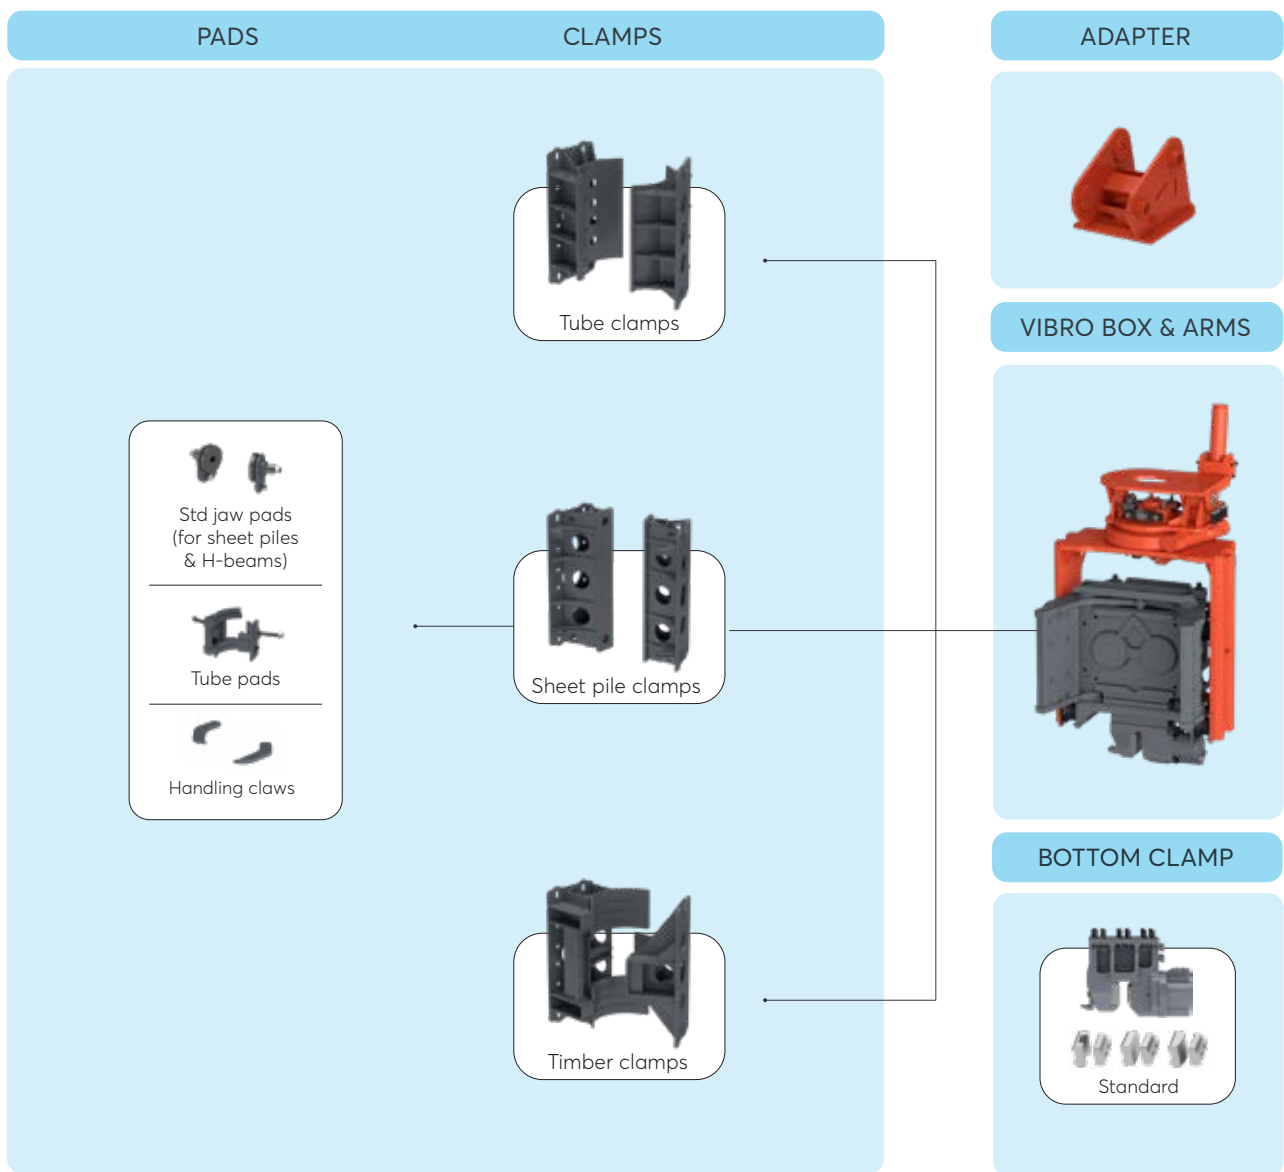 PADS
CLAMPS
ADAPTER
Tube clamps
VIBRO BOX & ARMS
Std jaw pads
(for sheet piles
& H-beams)
Tube pads
Handling claws
Sheet pile clamps
BOTTOM CLAMP
Timber clamps
Standard